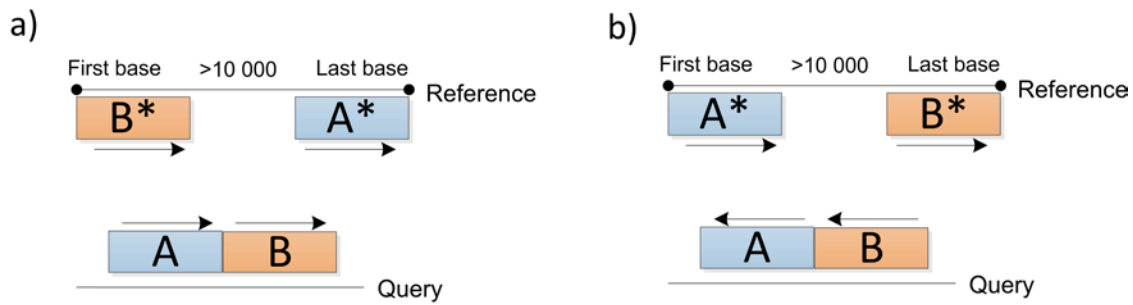 a)
First base >10 000 Last base
Reference
B* A*
A B
Query
b)
First base >10 000 Last base
Reference
A* B*
A B
Query